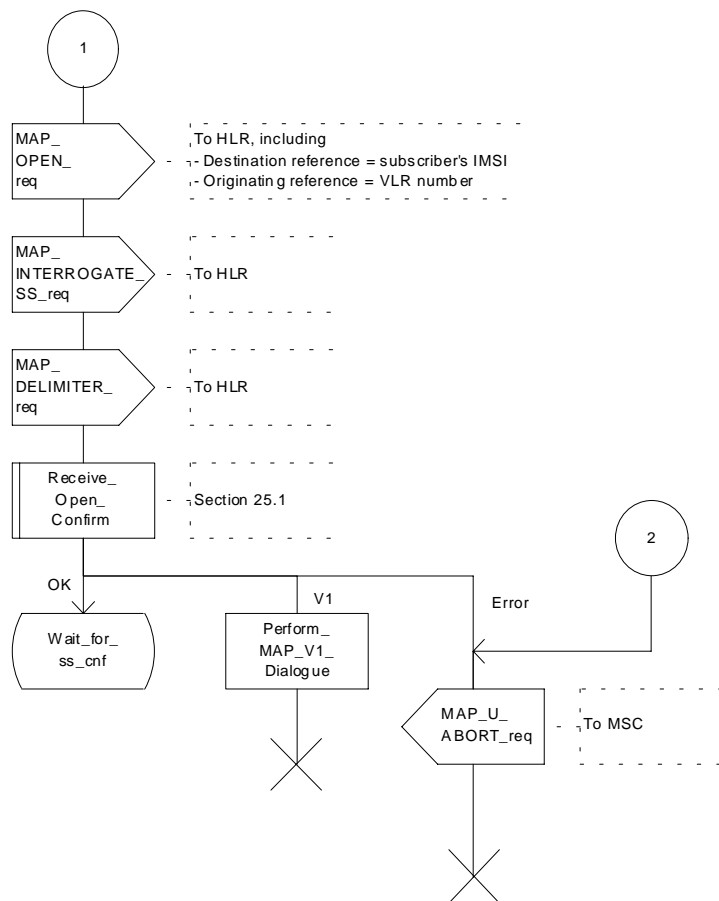 1
MAP_
OPEN_
req
To HLR, including
- Destination reference = subscriber's IMSI
- Originating reference = VLR number
MAP_
INTERROGATE_
SS_req
To HLR
MAP_
DELIMITER_
req
To HLR
Receive_
Open_
Confirm
Section 25.1
2
OK
V1
Error
Wait_for_
ss_cnf
Perform_
MAP_V1_
Dialogue
MAP_U_
ABORT_req
To MSC